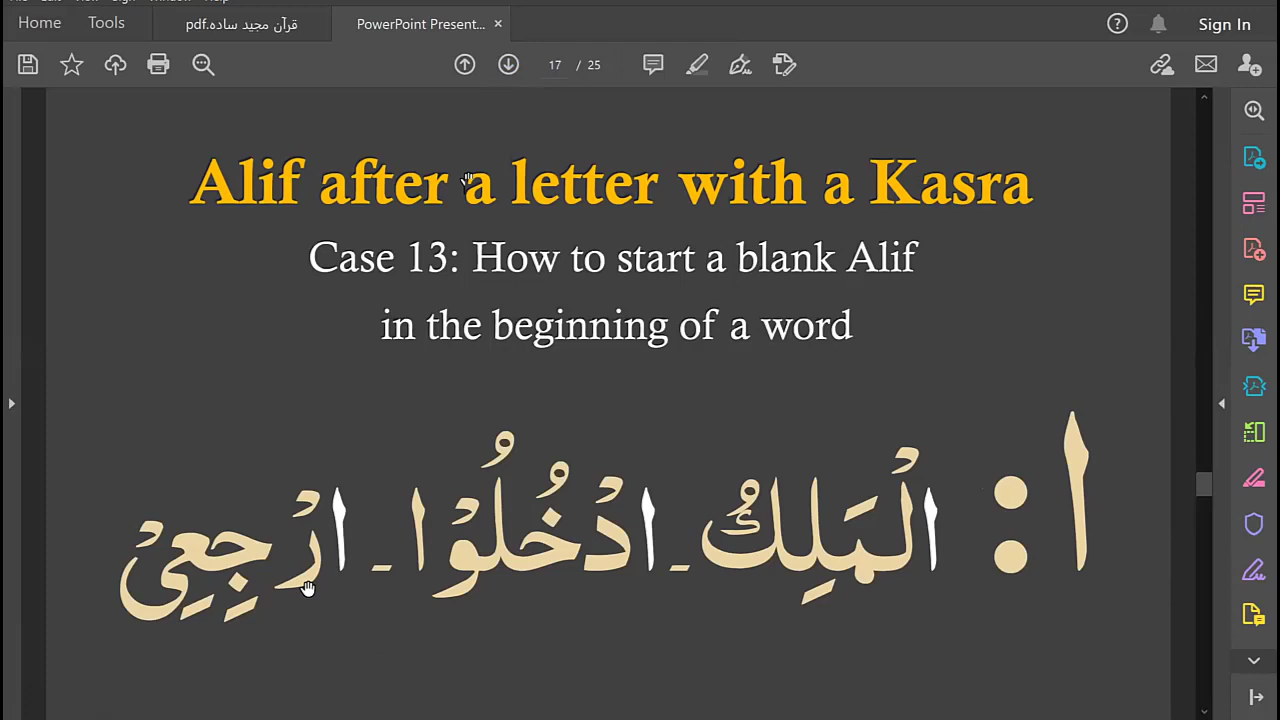 Home
Tools
قرآن مجید ساده.pdf
PowerPoint Present...
×
Sign In
17 / 25
Alif after a letter with a Kasra
Case 13: How to start a blank Alif
in the beginning of a word
ا : الْمَلِكُ ـ ادْخُلُوْا ـ ارْجِعِیْ